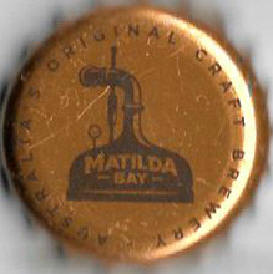 AUSTRALIA'S ORIGINAL CRAFT BREWERY
MATILDA
BAY